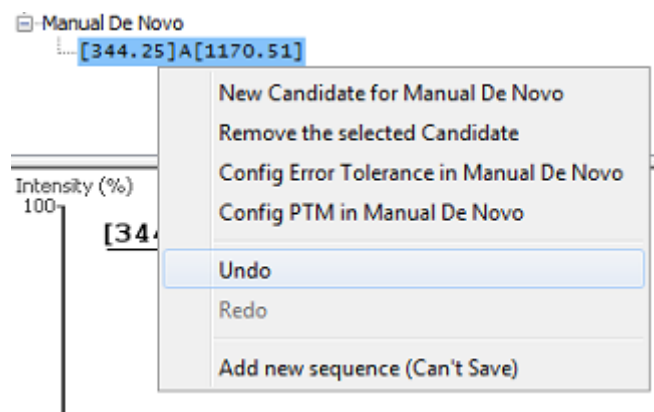 Manual De Novo
[344.25]A[1170.51]
New Candidate for Manual De Novo
Remove the selected Candidate
Config Error Tolerance in Manual De Novo
Config PTM in Manual De Novo
Undo
Redo
Add new sequence (Can't Save)
Intensity (%)
100
[344